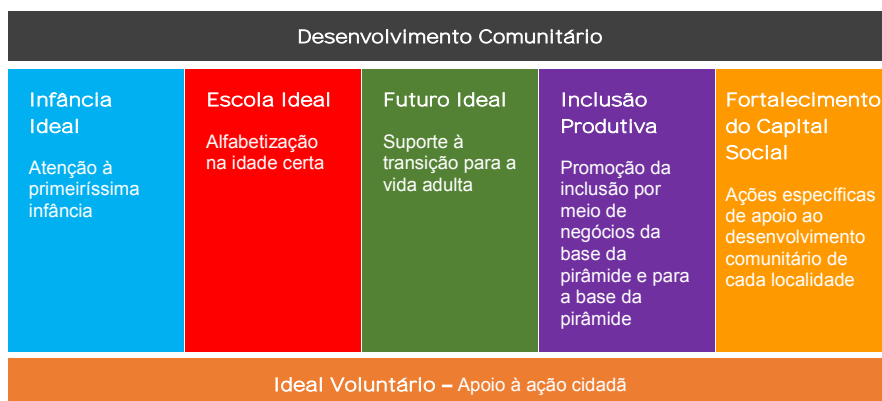 Desenvolvimento Comunitário
Infância
Ideal
Atenção à
primeiríssima
infância
Escola Ideal
Alfabetização
na idade certa
Futuro Ideal
Suporte à
transição para a
vida adulta
Inclusão
Produtiva
Promoção da
inclusão por
meio de
negócios da
base da
pirâmide e para
a base da
pirâmide
Fortalecimento
do Capital
Social
Ações específicas
de apoio ao
desenvolvimento
comunitário de
cada localidade
Ideal Voluntário – Apoio à ação cidadã